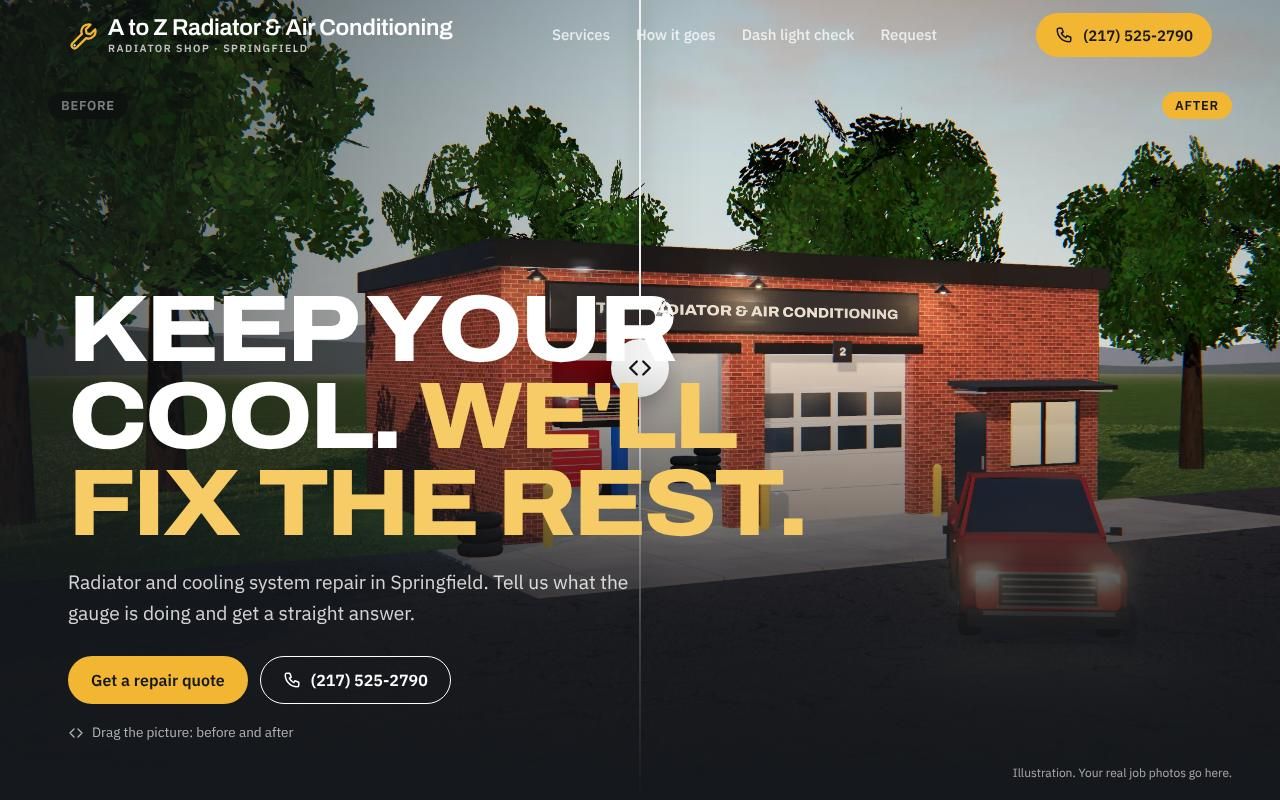 A to Z Radiator & Air Conditioning
RADIATOR SHOP · SPRINGFIELD
Services
How it goes
Dash light check
Request
(217) 525-2790
BEFORE
AFTER
ADIATOR & AIR CONDITIONING
2
KEEP YOUR
COOL. WE'LL
FIX THE REST.
Radiator and cooling system repair in Springfield. Tell us what the
gauge is doing and get a straight answer.
Get a repair quote
(217) 525-2790
Drag the picture: before and after
Illustration. Your real job photos go here.